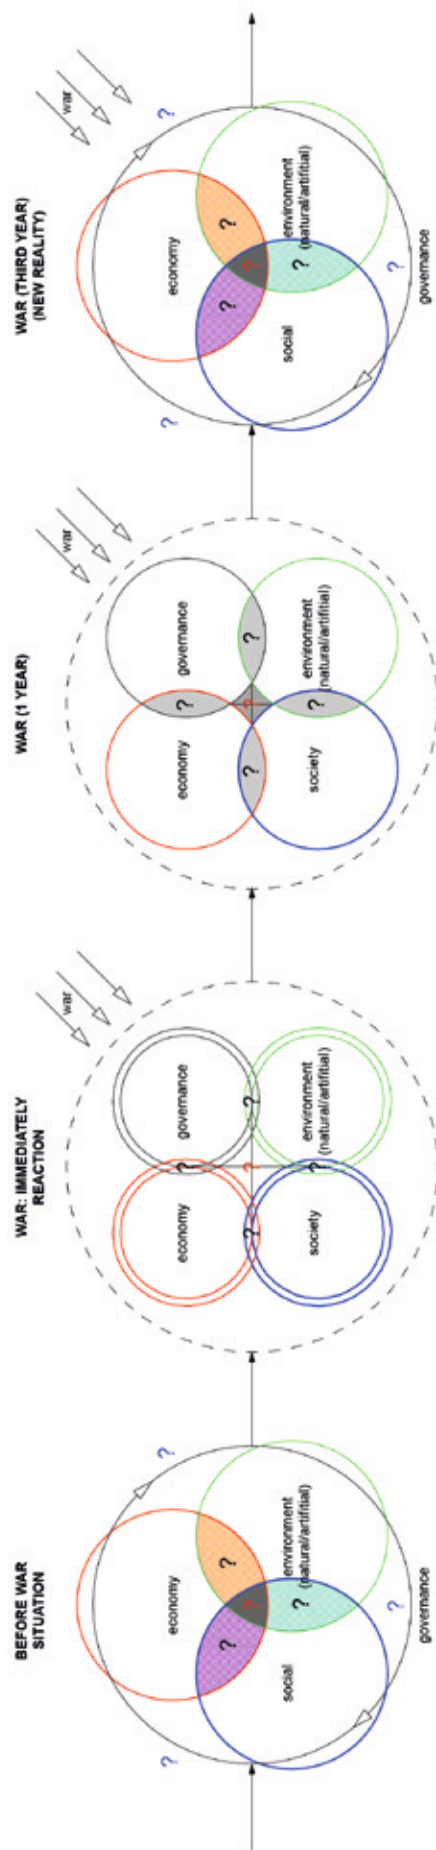 BEFORE WAR
SITUATION
?
?
economy
?
?
?
social
?
environment
(natural/artifitial)
?
governance
WAR: IMMEDIATELY
REACTION
war
economy
governance
?
?
?
?
?
society
environment
(natural/artifitial)
WAR (1 YEAR)
war
economy
governance
?
?
?
?
?
society
environment
(natural/artifitial)
WAR (THIRD YEAR)
(NEW REALITY)
war
?
?
economy
?
?
?
social
?
environment
(natural/artifitial)
?
governance